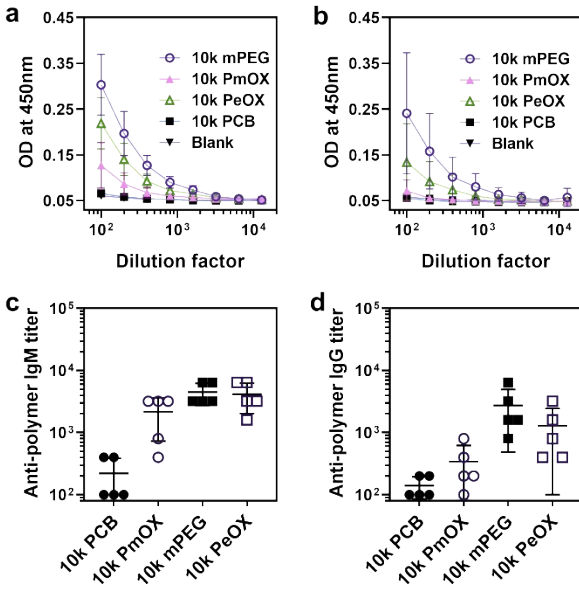 a
OD at 450nm
0.45
0.35
0.25
0.15
0.05
10k mPEG
10k PmOX
10k PeOX
10k PCB
Blank
10²
10³
10⁴
Dilution factor
b
OD at 450nm
0.45
0.35
0.25
0.15
0.05
10k mPEG
10k PmOX
10k PeOX
10k PCB
Blank
10²
10³
10⁴
Dilution factor
c
Anti-polymer IgM titer
10⁵
10⁴
10³
10²
10k PCB
10k PmOX
10k mPEG
10k PeOX
d
Anti-polymer IgG titer
10⁵
10⁴
10³
10²
10k PCB
10k PmOX
10k mPEG
10k PeOX